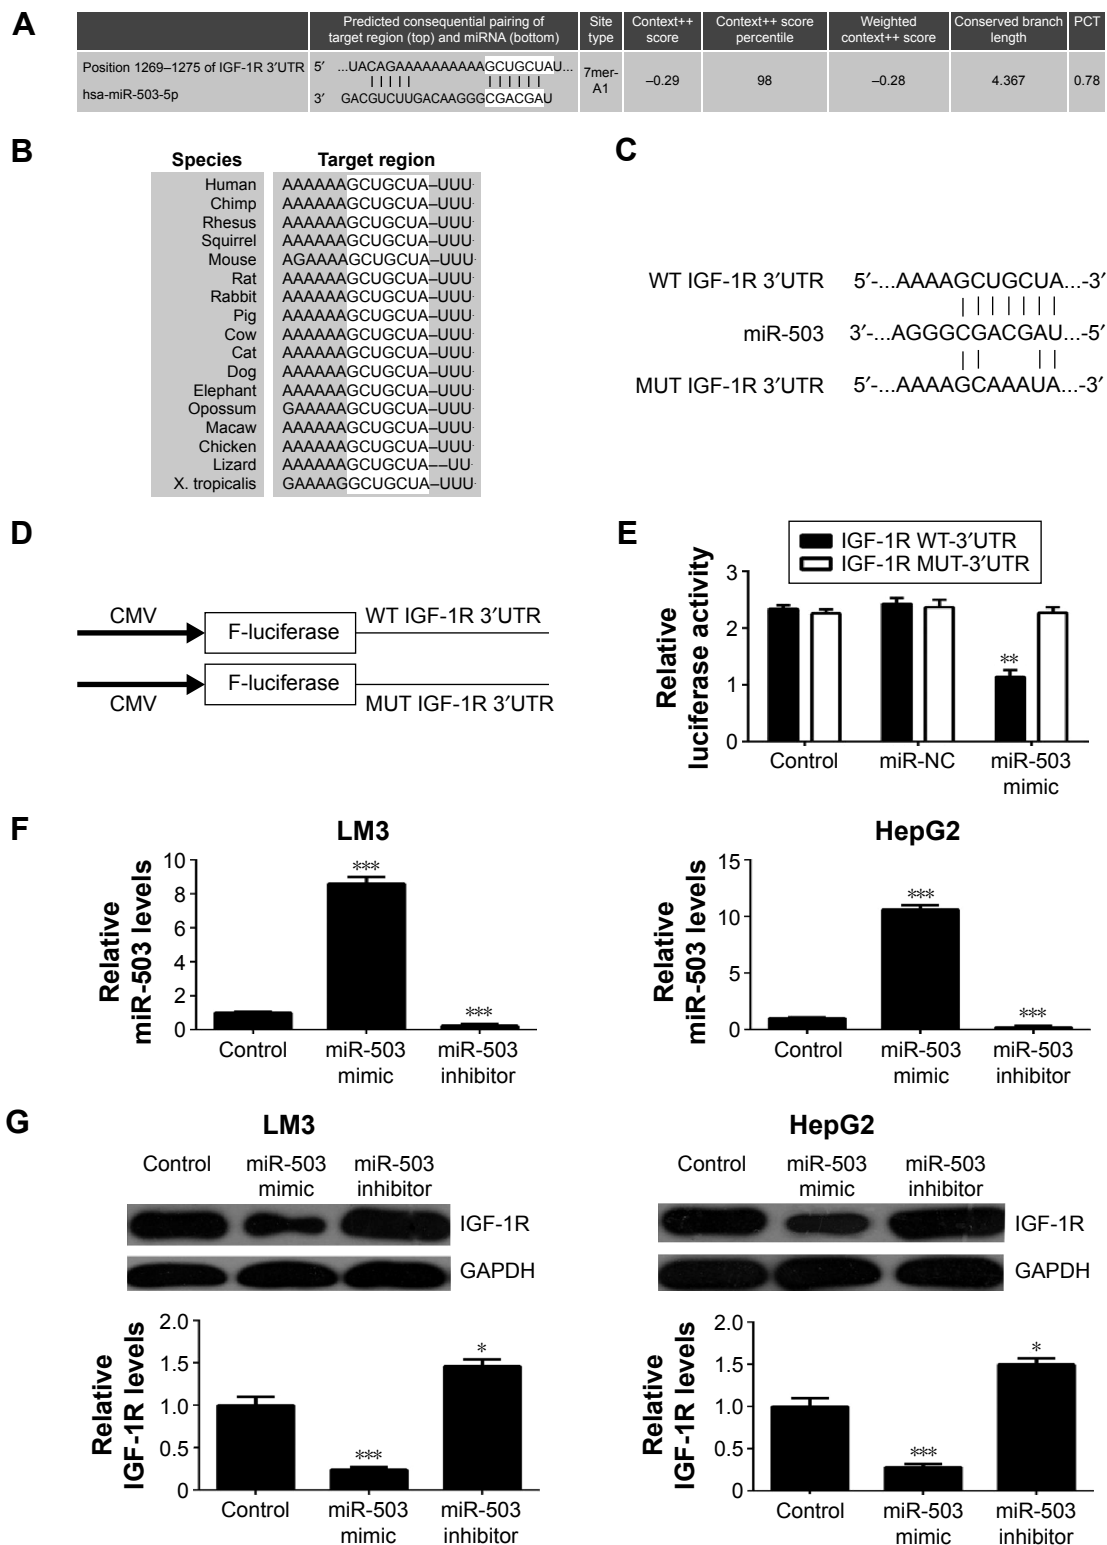 A
Predicted consequential pairing of target region (top) and miRNA (bottom)
Site type
Context++ score
Context++ score percentile
Weighted context++ score
Conserved branch length
PCT
Position 1269–1275 of IGF-1R 3′UTR
5′ ...UACAGAAAAAAAAAAGCUGCUAU...
hsa-miR-503-5p
3′ GACGUCUUGACAAGGGCGACGAU
7mer-A1
–0.29
98
–0.28
4.367
0.78
B
Species Target region
Human AAAAAAGCUGCUA–UUU
Chimp AAAAAAGCUGCUA–UUU
Rhesus AAAAAAGCUGCUA–UUU
Squirrel AAAAAAGCUGCUA–UUU
Mouse AGAAAAGCUGCUA–UUU
Rat AAAAAAGCUGCUA–UUU
Rabbit AAAAAAGCUGCUA–UUU
Pig AAAAAAGCUGCUA–UUU
Cow AAAAAAGCUGCUA–UUU
Cat AAAAAAGCUGCUA–UUU
Dog AAAAAAGCUGCUA–UUU
Elephant AAAAAAGCUGCUA–UUU
Opossum GAAAAAGCUGCUA–UUU
Macaw AAAAAAGCUGCUA–UUU
Chicken AAAAAAGCUGCUA–UUU
Lizard AAAAAAGCUGCUA––UU
X. tropicalis GAAAAGGCUGCUA–UUU
C
WT IGF-1R 3′UTR 5′-...AAAAGCUGCUA...-3′
miR-503 3′-...AGGGCGACGAU...-5′
MUT IGF-1R 3′UTR 5′-...AAAAGCAAAUA...-3′
D
CMV F-luciferase WT IGF-1R 3′UTR
CMV F-luciferase MUT IGF-1R 3′UTR
E
IGF-1R WT-3′UTR
IGF-1R MUT-3′UTR
Relative
luciferase activity
3
2
1
0
**
Control miR-NC miR-503
mimic
F
LM3
Relative
miR-503 levels
10
8
6
4
2
0
***
***
Control miR-503 mimic miR-503 inhibitor
HepG2
Relative
miR-503 levels
15
10
5
0
***
***
Control miR-503 mimic miR-503 inhibitor
G
LM3
Control miR-503 mimic miR-503 inhibitor
IGF-1R
GAPDH
Relative
IGF-1R levels
2.0
1.5
1.0
0.5
0
***
*
Control miR-503 mimic miR-503 inhibitor
HepG2
Control miR-503 mimic miR-503 inhibitor
IGF-1R
GAPDH
Relative
IGF-1R levels
2.0
1.5
1.0
0.5
0
***
*
Control miR-503 mimic miR-503 inhibitor